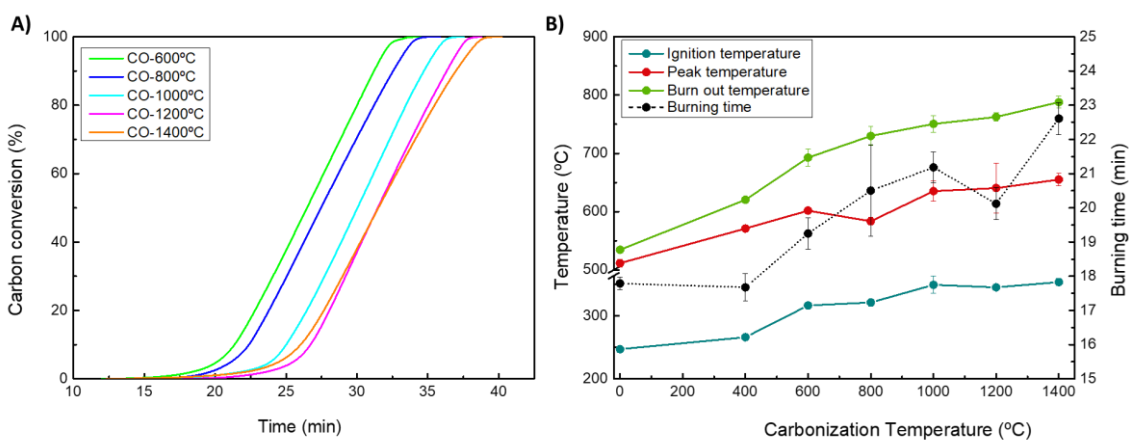 A)
CO-600ºC
CO-800ºC
CO-1000ºC
CO-1200ºC
CO-1400ºC
Carbon conversion (%)
100
80
60
40
20
0
10 15 20 25 30 35 40
Time (min)
B)
Ignition temperature
Peak temperature
Burn out temperature
Burning time
Temperature (ºC)
900
800
700
600
500
300
200
25
24
23
22
21
20
19
18
17
16
15
Burning time (min)
0 400 600 800 1000 1200 1400
Carbonization Temperature (ºC)